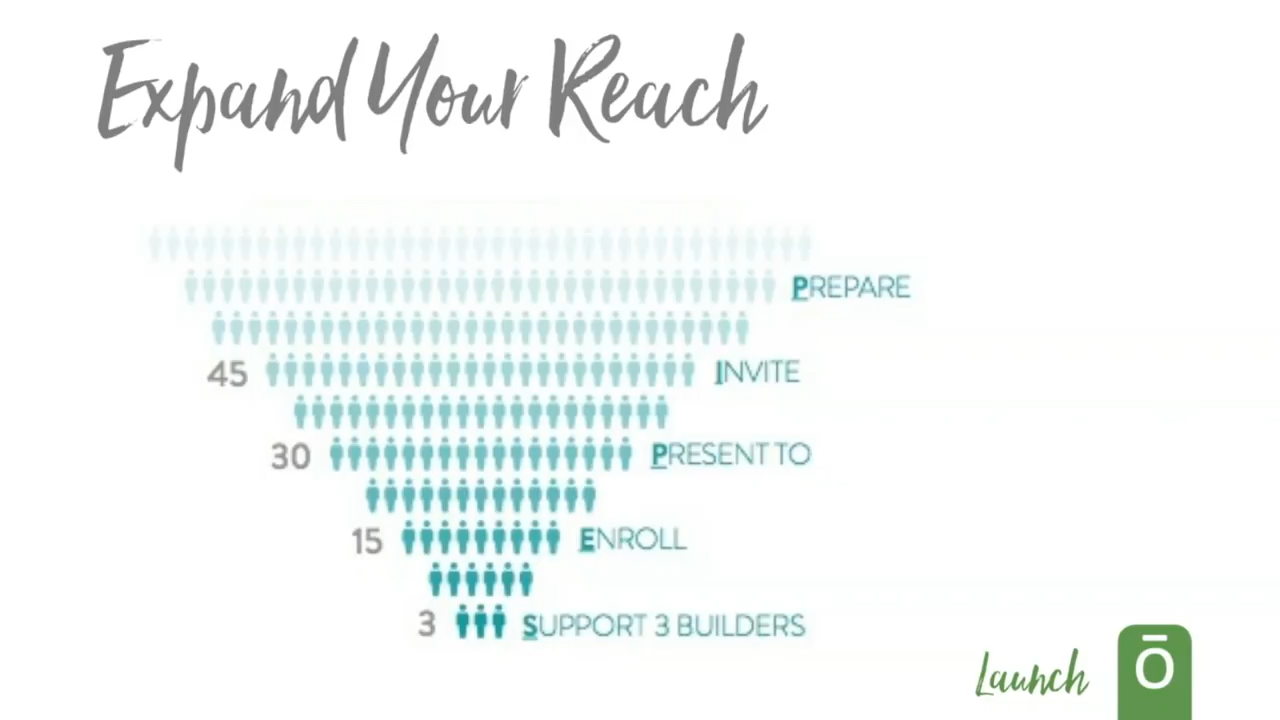 Expand Your Reach
PREPARE
45 INVITE
30 PRESENT TO
15 ENROLL
3 SUPPORT 3 BUILDERS
Launch Ō